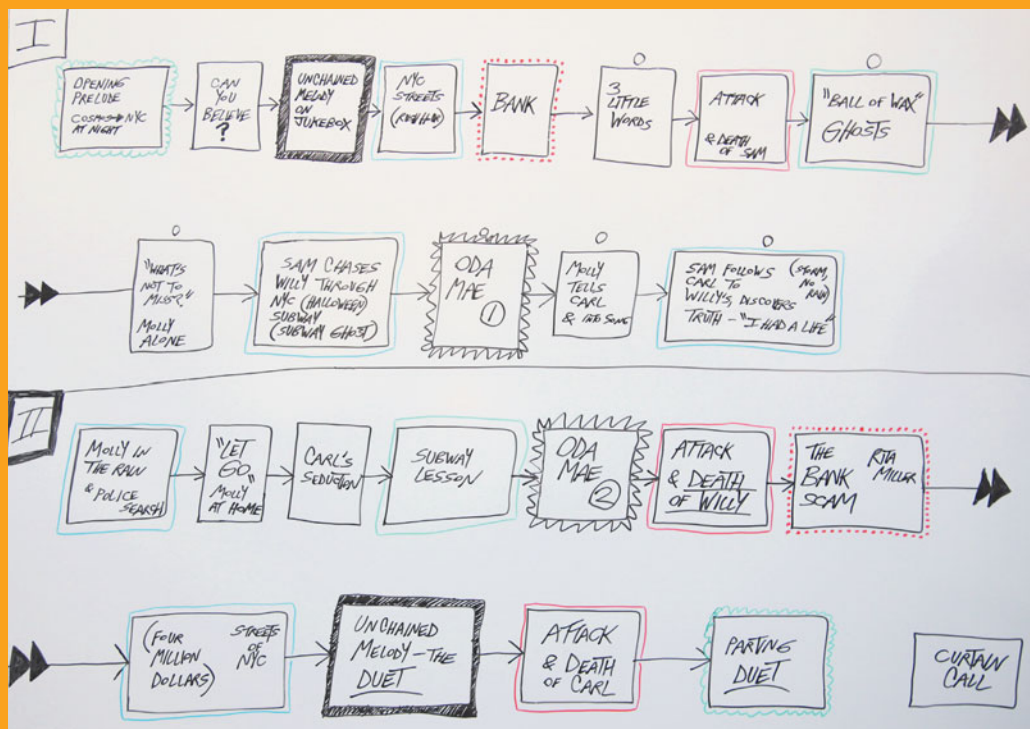 I
OPENING
PRELUDE
NYC
AT NIGHT
CAN
YOU
BELIEVE
?
UNCHAINED
MELODY
ON
JUKEBOX
NYC
STREETS
BANK
3
LITTLE
WORDS
ATTACK
& DEATH
OF SAM
"BALL OF WAX"
GHOSTS
"WHAT'S
NOT TO
MISS?"
MOLLY
ALONE
SAM CHASES
WILLY THROUGH
NYC (HALLOWEEN)
SUBWAY
(SUBWAY GHOST)
ODA
MAE
1
MOLLY
TELLS
CARL
& INTO SONG
SAM FOLLOWS (STORM,
CARL TO NO
WILLY'S, DISCOVERS RAIN)
TRUTH - "I HAD A LIFE"
II
MOLLY IN
THE RAIN
& POLICE
SEARCH
"LET
GO"
MOLLY
AT HOME
CARL'S
SEDUCTION
SUBWAY
LESSON
ODA
MAE
2
ATTACK
& DEATH
OF WILLY
THE RITA
BANK MILLER
SCAM
(FOUR STREETS
MILLION OF
DOLLARS) NYC
UNCHAINED
MELODY - THE
DUET
ATTACK
& DEATH
OF CARL
PARTING
DUET
CURTAIN
CALL